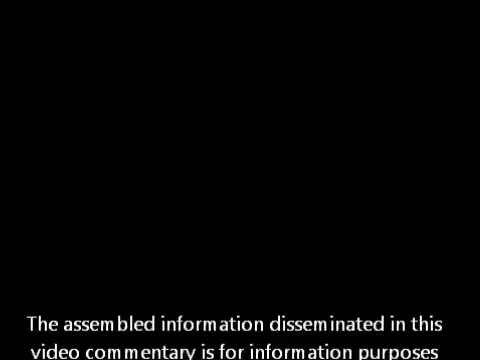 The assembled information disseminated in this
video commentary is for information purposes